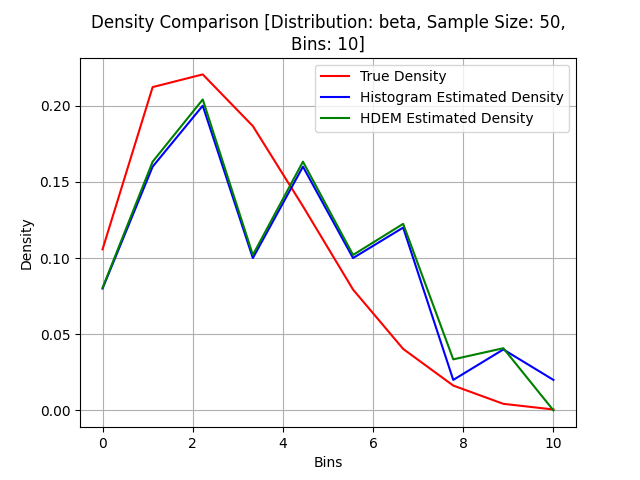 Density Comparison [Distribution: beta, Sample Size: 50,
Bins: 10]
True Density
Histogram Estimated Density
HDEM Estimated Density
Density
0.20
0.15
0.10
0.05
0.00
0 2 4 6 8 10
Bins